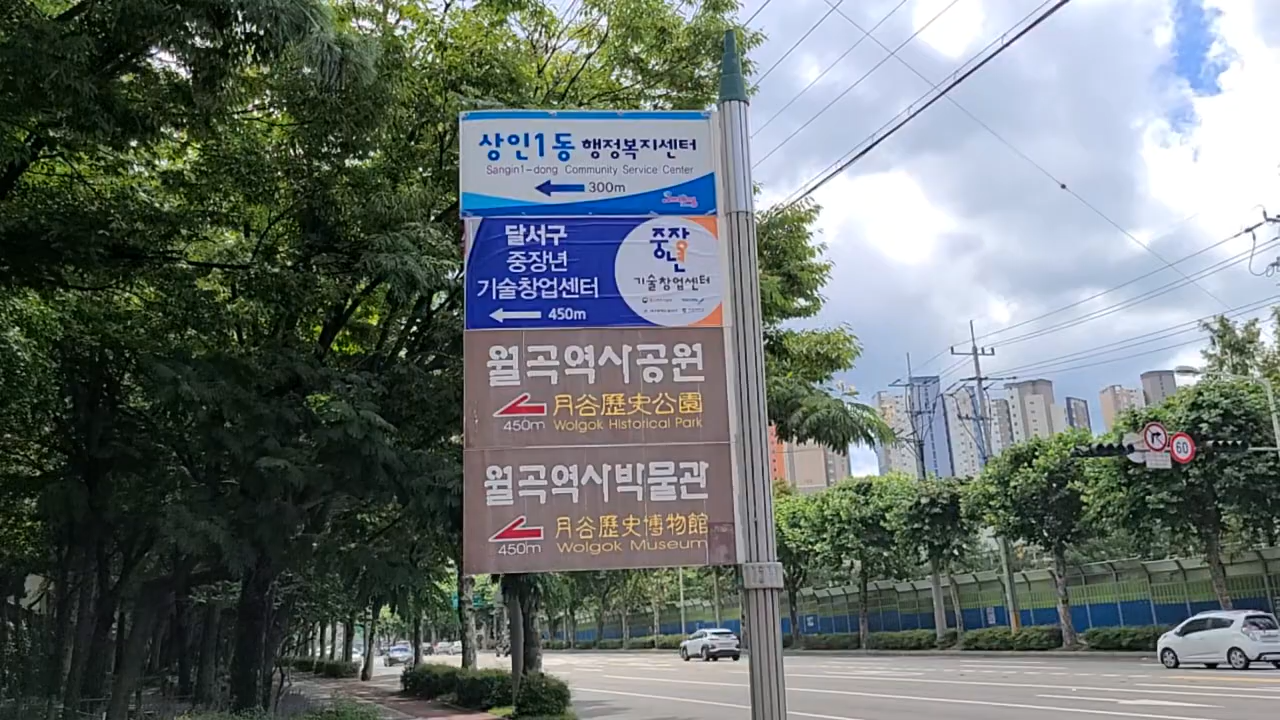 상인1동 행정복지센터
Sangin1-dong Community Service Center
300m
달서구
중장년
기술창업센터
450m
중장년
기술창업센터
월곡역사공원
450m 月谷歷史公園
Wolgok Historical Park
월곡역사박물관
450m 月谷歷史博物館
Wolgok Museum
60